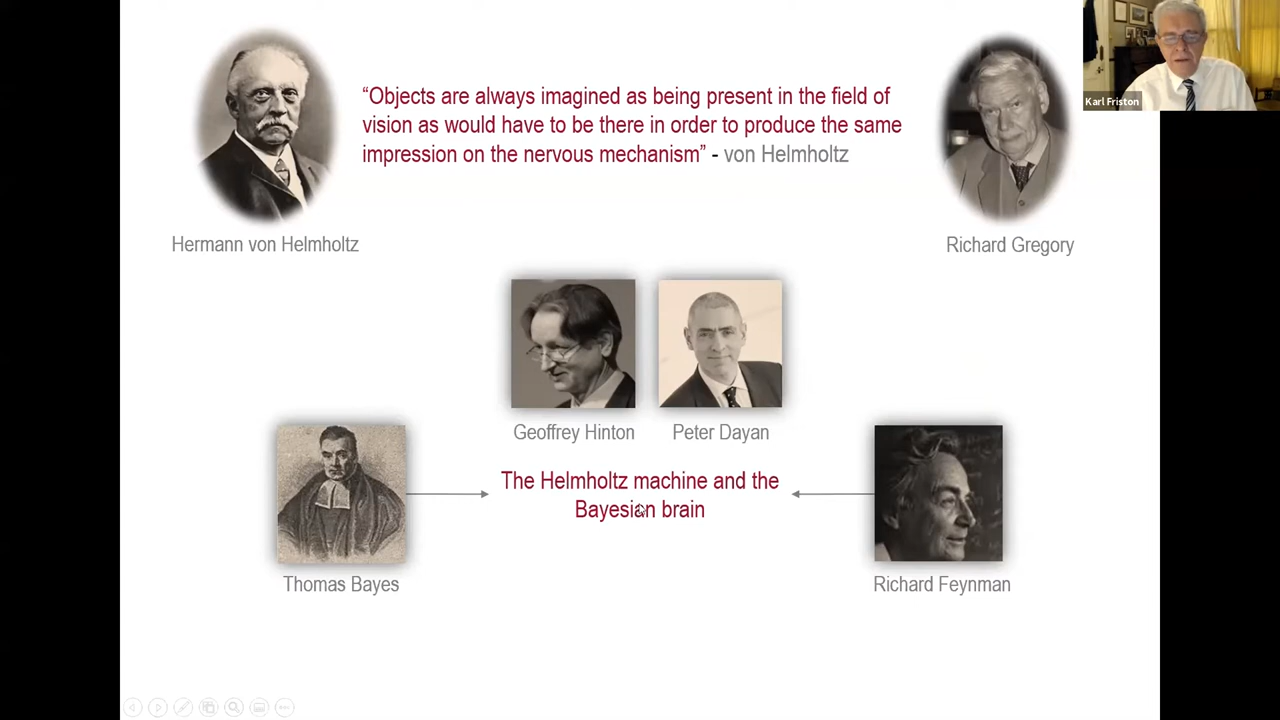 “Objects are always imagined as being present in the field of
vision as would have to be there in order to produce the same
impression on the nervous mechanism” - von Helmholtz
Karl Friston
Hermann von Helmholtz
Richard Gregory
Geoffrey Hinton
Peter Dayan
The Helmholtz machine and the
Bayesian brain
Thomas Bayes
Richard Feynman